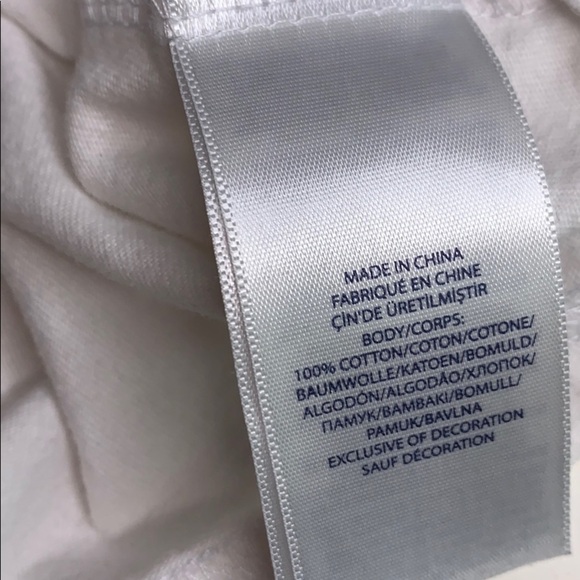 MADE IN CHINA
FABRIQUÉ EN CHINE
ÇİN'DE ÜRETİLMİŞTİR
BODY/CORPS:
100% COTTON/COTON/COTONE/
BAUMWOLLE/KATOEN/BOMULD/
ALGODÓN/ALGODÃO/ХЛОПОК/
ПАМУК/BAMBAKI/BOMULL/
PAMUK/BAVLNA
EXCLUSIVE OF DECORATION
SAUF DÉCORATION